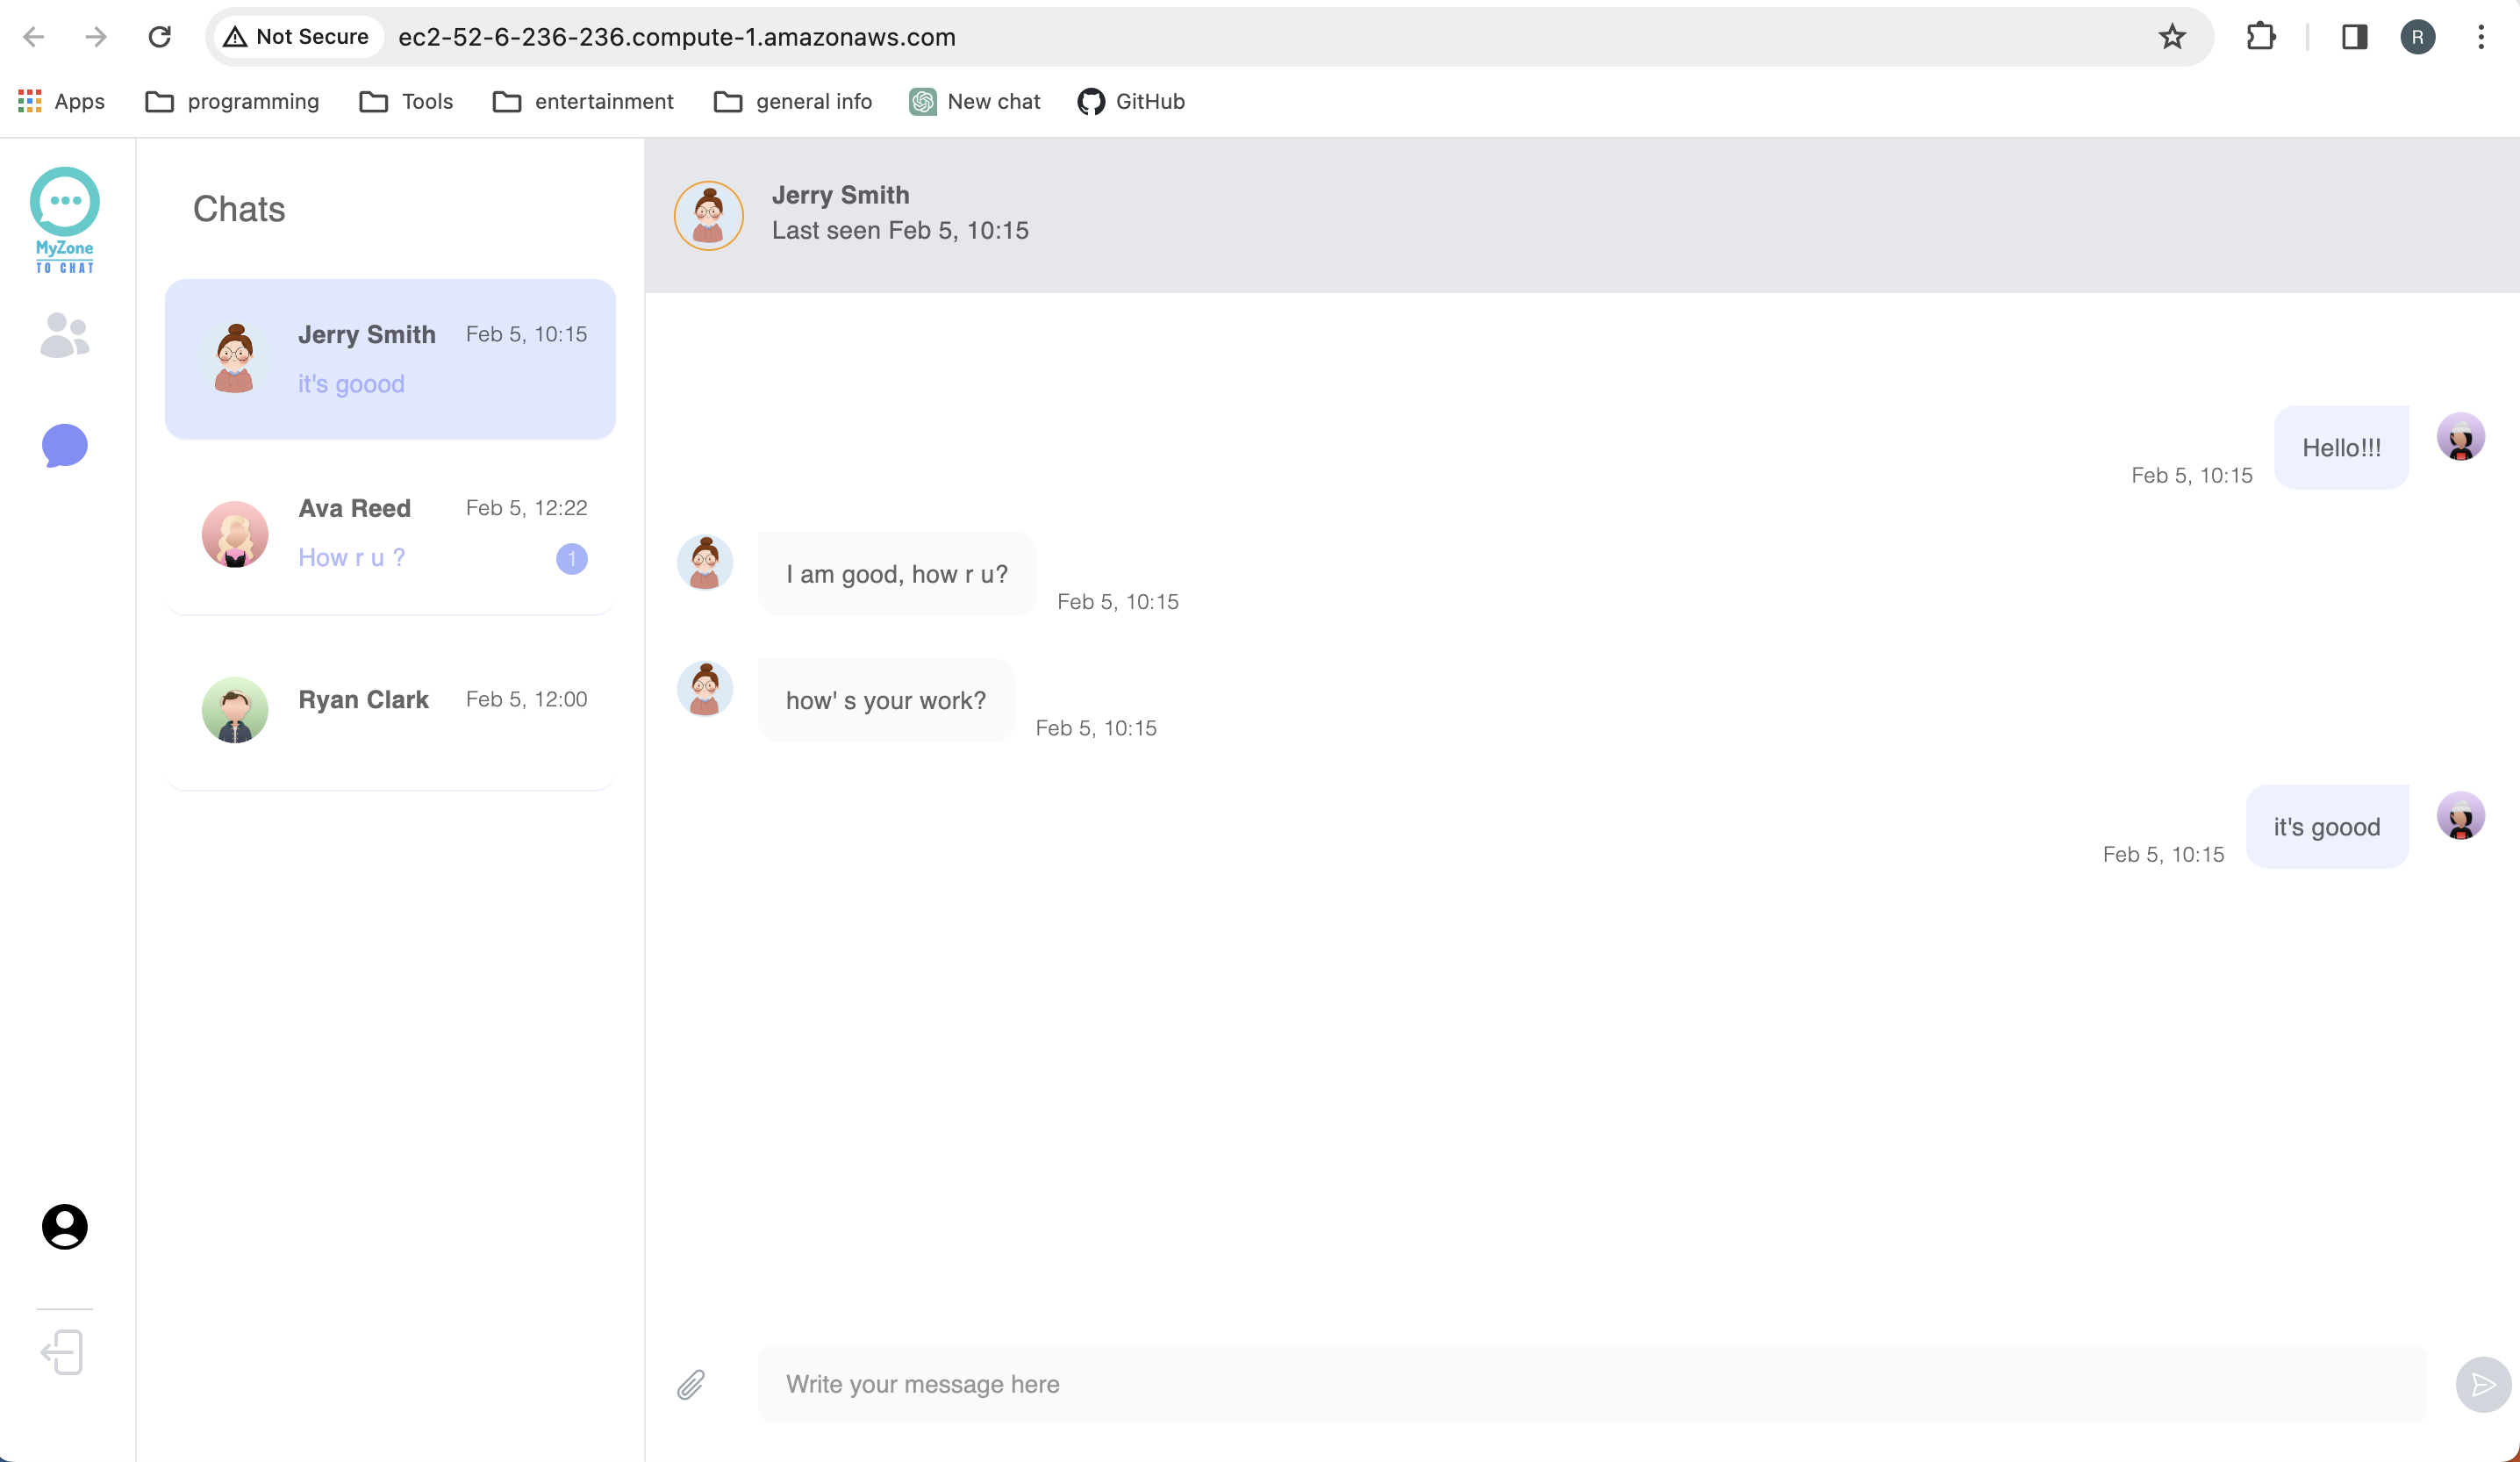 Not Secure ec2-52-6-236-236.compute-1.amazonaws.com R
Apps programming Tools entertainment general info New chat GitHub
MyZone
TO CHAT
Chats
Jerry Smith Feb 5, 10:15
it's goood
Ava Reed Feb 5, 12:22
How r u ? 1
Ryan Clark Feb 5, 12:00
Jerry Smith
Last seen Feb 5, 10:15
Hello!!!
Feb 5, 10:15
I am good, how r u?
Feb 5, 10:15
how' s your work?
Feb 5, 10:15
it's goood
Feb 5, 10:15
Write your message here